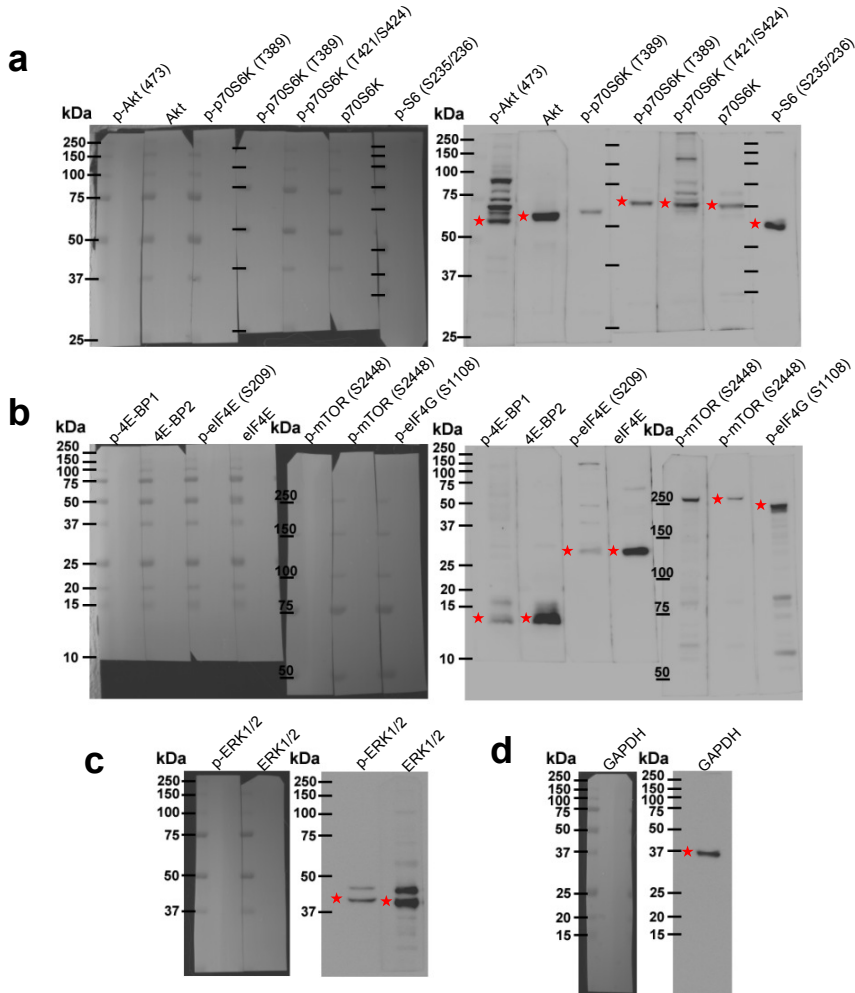 a
p-Akt (473)
Akt
p-p70S6K (T389)
p-p70S6K (T389)
p-p70S6K (T421/S424)
p70S6K
p-S6 (S235/236)
kDa
250
150
100
75
50
37
25
p-Akt (473)
Akt
p-p70S6K (T389)
p-p70S6K (T389)
p-p70S6K (T421/S424)
p70S6K
p-S6 (S235/236)
kDa
250
150
100
75
50
37
25
b
p-4E-BP1
4E-BP2
p-eIF4E (S209)
eIF4E
p-mTOR (S2448)
p-mTOR (S2448)
p-eIF4G (S1108)
kDa
250
150
100
75
50
37
25
20
15
10
kDa
250
150
100
75
50
p-4E-BP1
4E-BP2
p-eIF4E (S209)
eIF4E
p-mTOR (S2448)
p-mTOR (S2448)
p-eIF4G (S1108)
kDa
250
150
100
75
50
37
25
20
15
10
kDa
250
150
100
75
50
c
p-ERK1/2
ERK1/2
kDa
250
150
100
75
50
37
p-ERK1/2
ERK1/2
kDa
250
150
100
75
50
37
d
GAPDH
kDa
250
150
100
75
50
37
25
20
15
GAPDH
kDa
250
150
100
75
50
37
25
20
15